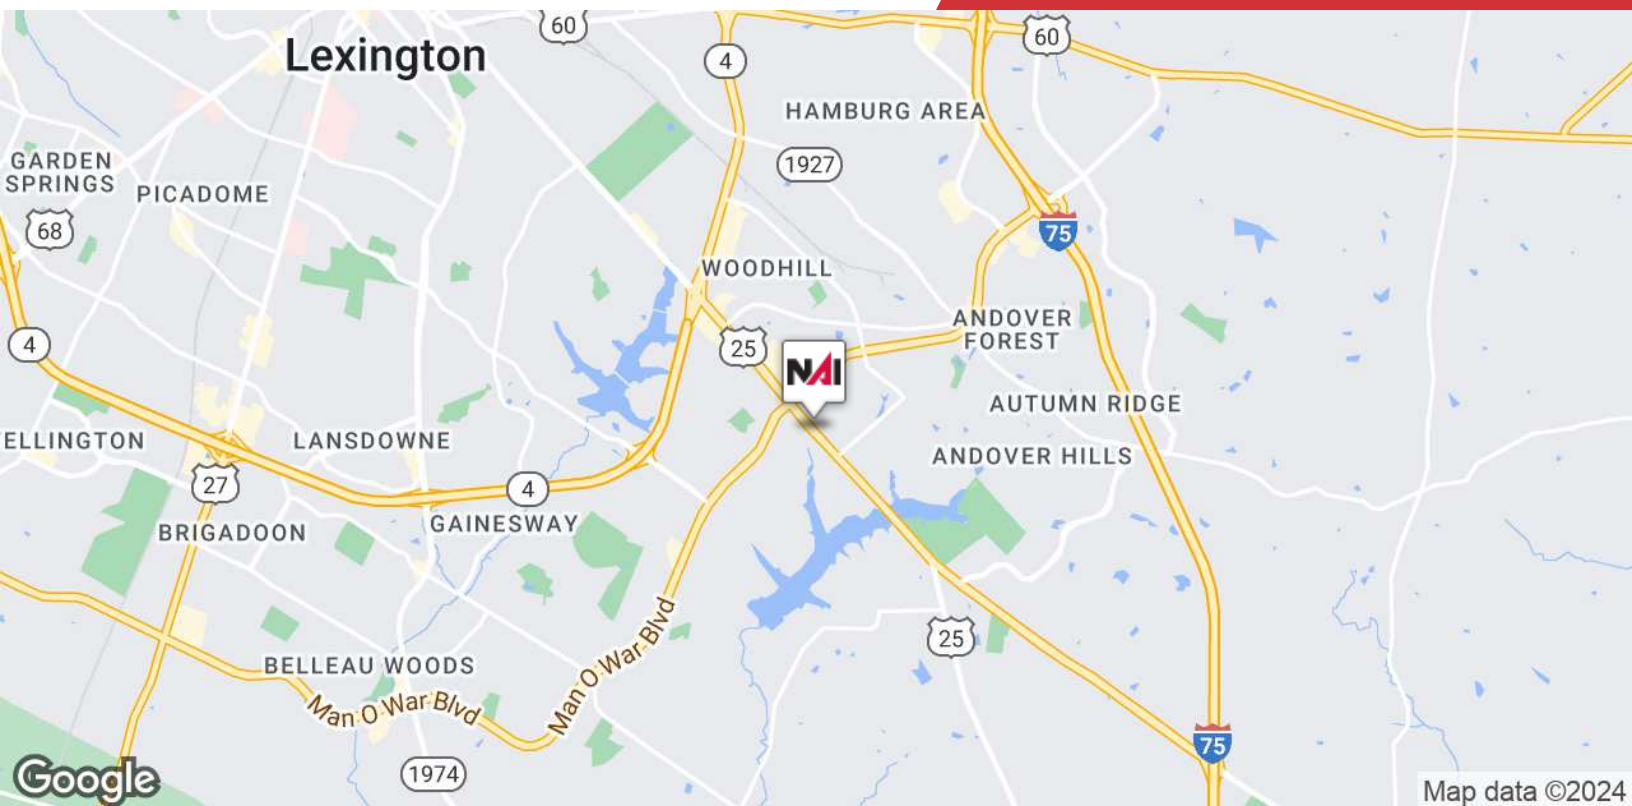 60
60
Lexington
4
HAMBURG AREA
1927
GARDEN
SPRINGS
PICADOME
68
75
WOODHILL
ANDOVER
FOREST
4
25
NAI
AUTUMN RIDGE
ELLINGTON
LANSDOWNE
ANDOVER HILLS
27
4
GAINESWAY
BRIGADOON
25
BELLEAU WOODS
Man O War Blvd
Man O War Blvd
75
1974
Google
Map data ©2024